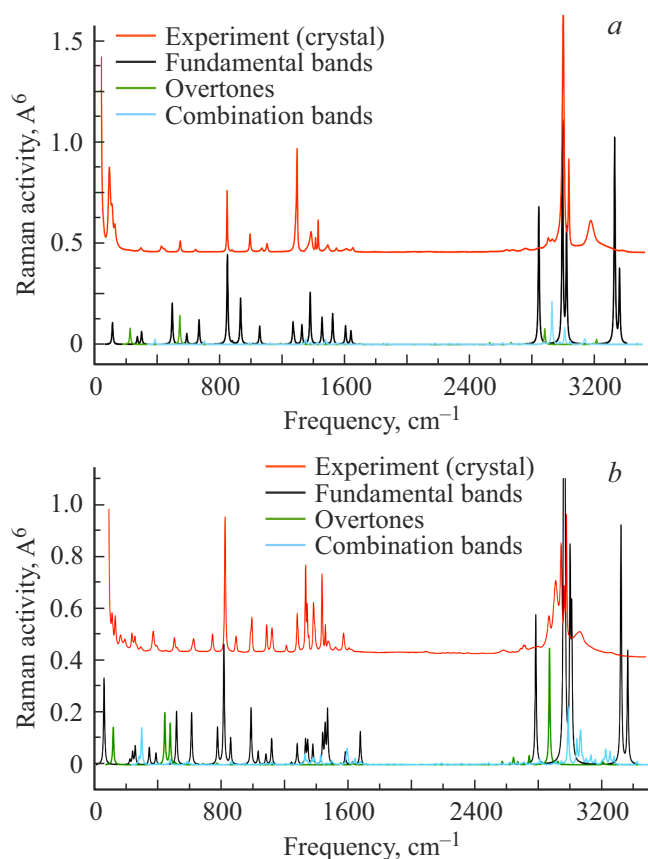 a
1.5
Experiment (crystal)
Fundamental bands
Overtones
Combination bands
1.0
0.5
0
Raman activity, A⁶
0 800 1600 2400 3200
Frequency, cm⁻¹
b
Experiment (crystal)
Fundamental bands
Overtones
Combination bands
1.0
0.8
0.6
0.4
0.2
0
Raman activity, A⁶
0 800 1600 2400 3200
Frequency, cm⁻¹